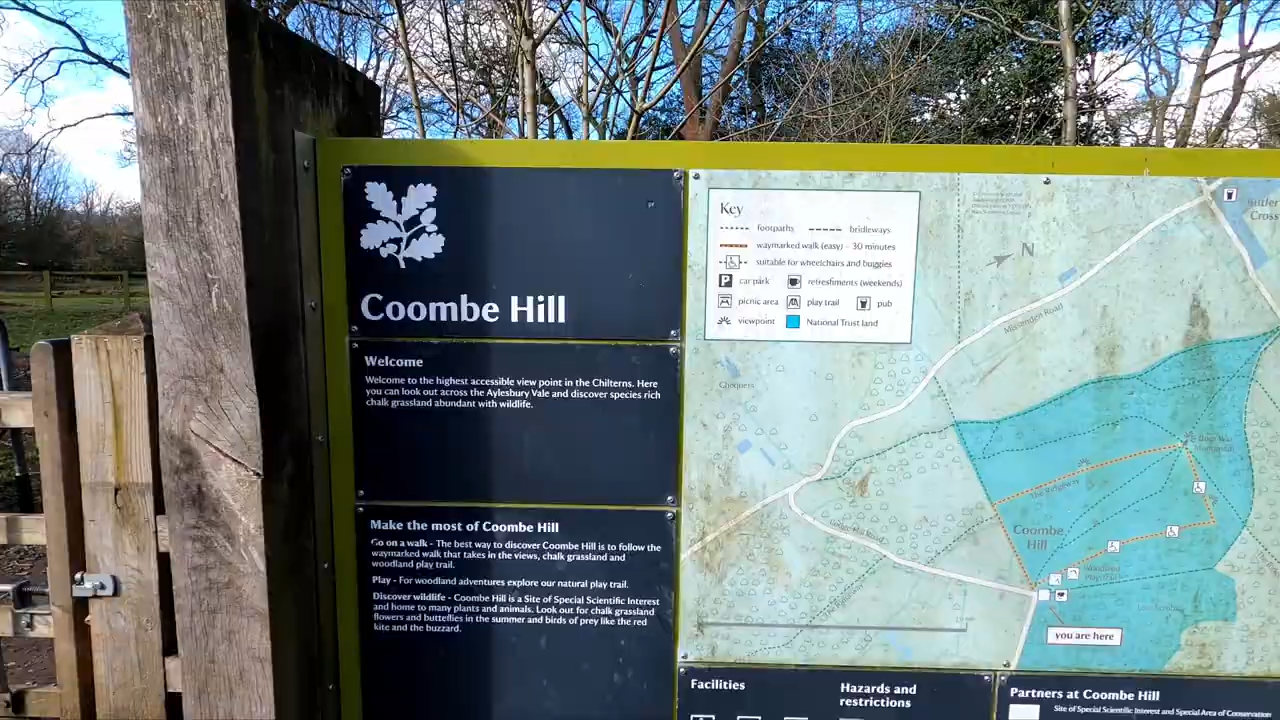 Coombe Hill
Welcome
Welcome to the highest accessible view point in the Chilterns. Here
you can look out across the Aylesbury Vale and discover species rich
chalk grassland abundant with wildlife.
Make the most of Coombe Hill
Go on a walk - The best way to discover Coombe Hill is to follow the
waymarked walk that takes in the views, chalk grassland and
woodland play trail.
Play - For woodland adventures explore our natural play trail.
Discover wildlife - Coombe Hill is a Site of Special Scientific Interest
and home to many plants and animals. Look out for chalk grassland
flowers and butterflies in the summer and birds of prey like the red
kite and the buzzard.
Key
footpaths
bridleways
waymarked walk (easy) - 30 minutes
suitable for wheelchairs and buggies
P car park
refreshments (weekends)
picnic area
play trail
pub
viewpoint
National Trust land
N
Cross
Missenden Road
Chequers
The Ridgeway
Coombe
Hill
you are here
Facilities
Hazards and
restrictions
Partners at Coombe Hill
Site of Special Scientific Interest and Special Area of Conservation